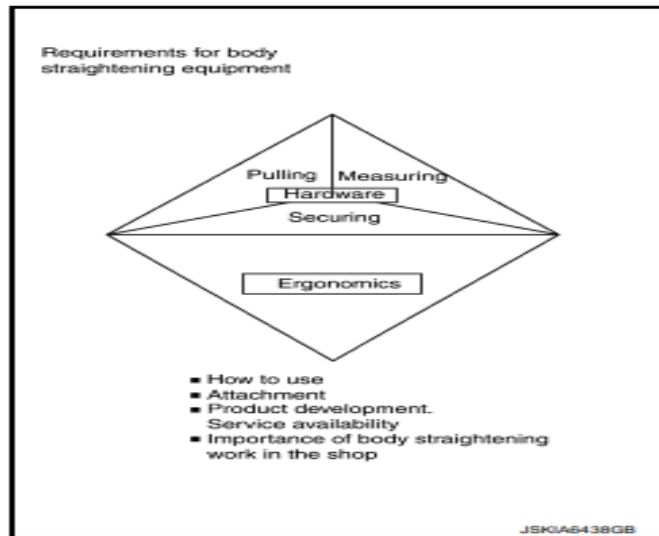 Requirements for body
straightening equipment
Pulling
Measuring
Hardware
Securing
Ergonomics
▪ How to use
▪ Attachment
▪ Product development.
Service availability
▪ Importance of body straightening
work in the shop
JSKIA6438GB